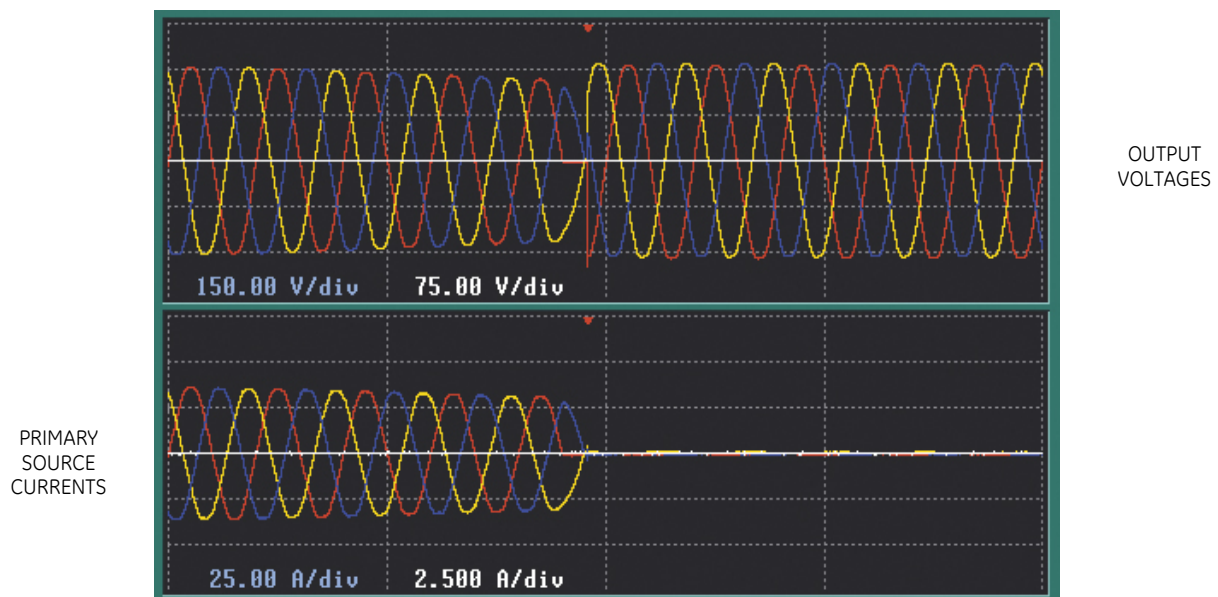 150.00 V/div 75.00 V/div
OUTPUT
VOLTAGES
PRIMARY
SOURCE
CURRENTS
25.00 A/div 2.500 A/div